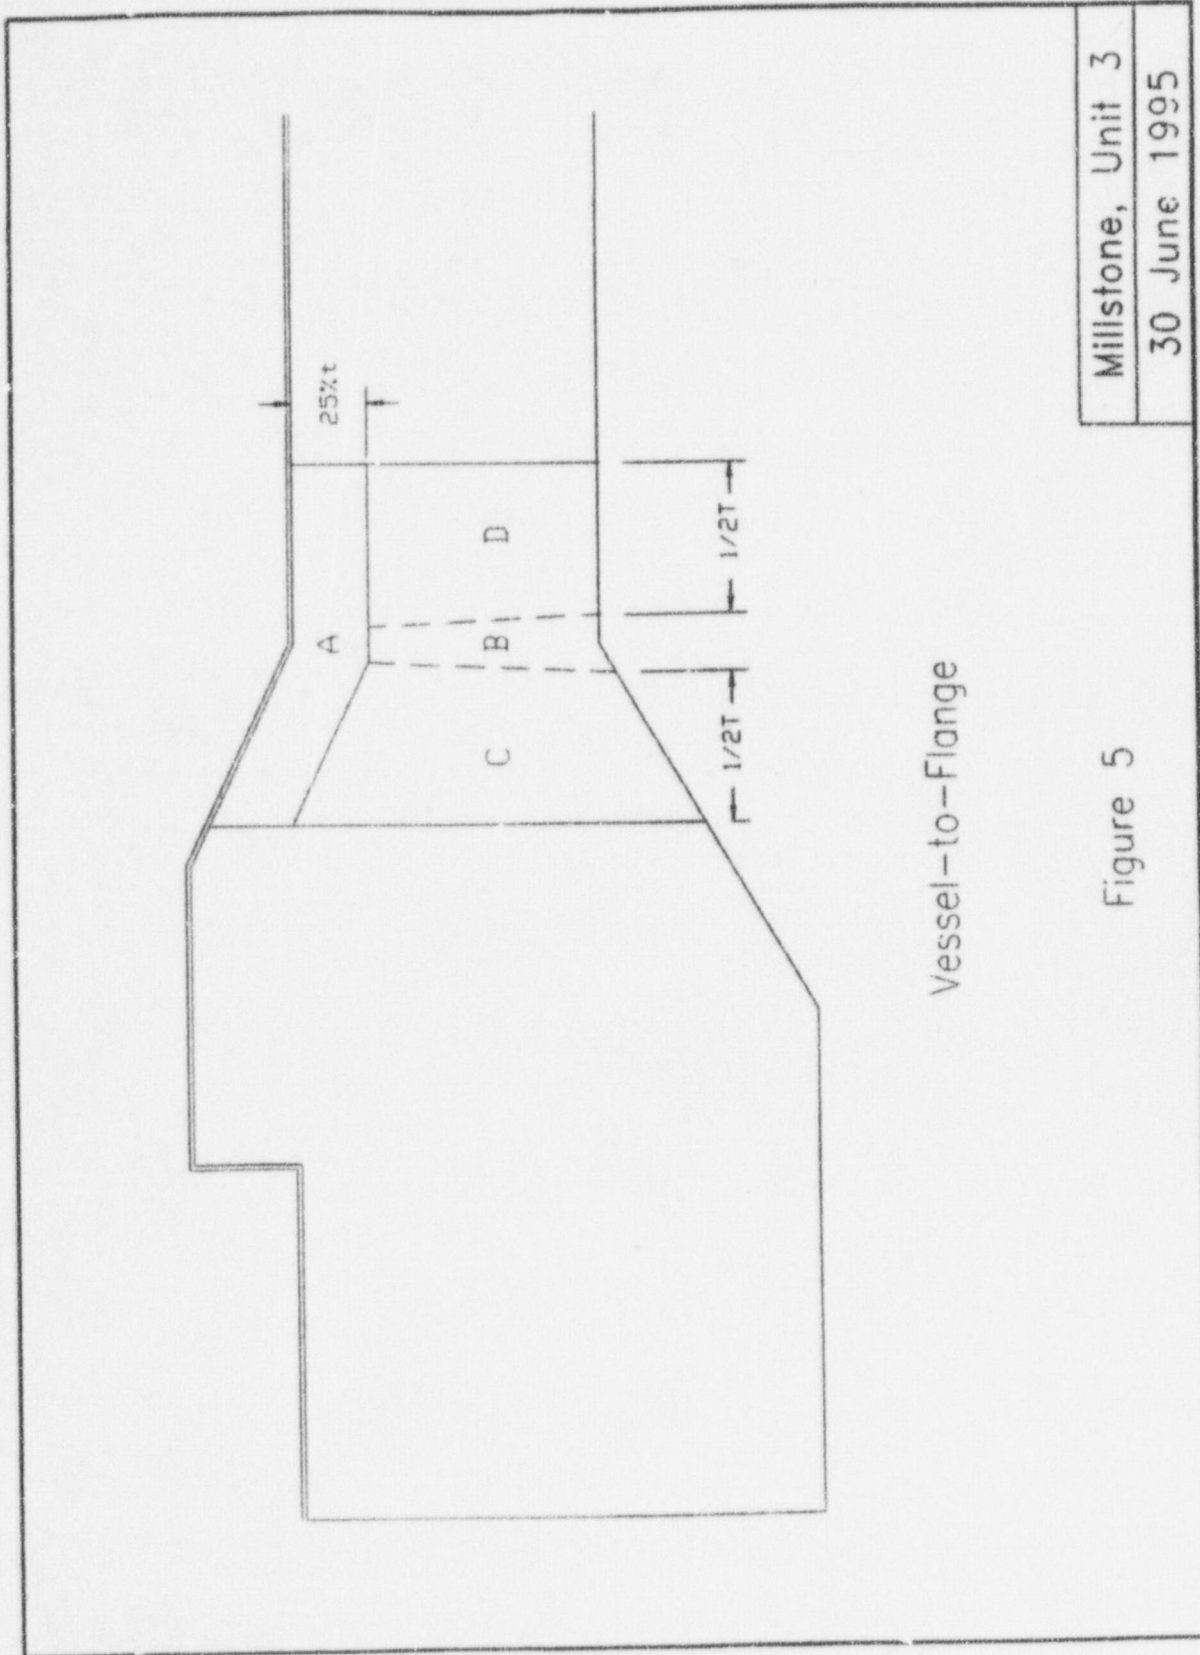 25%t
A
B
C
D
1/2T
1/2T
Vessel-to-Flange
Figure 5
Millstone, Unit 3
30 June 1995